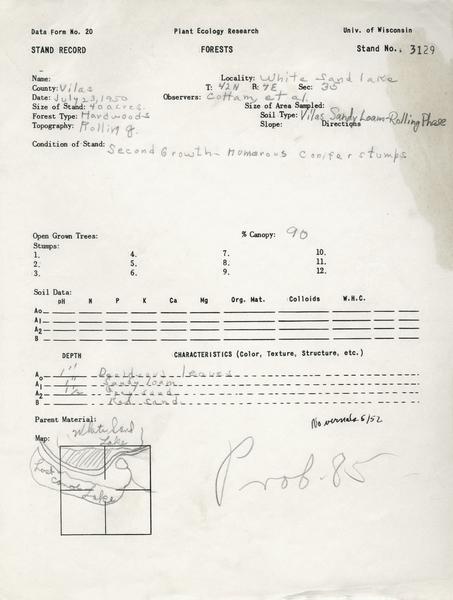 Data Form No. 20 Plant Ecology Research Univ. of Wisconsin
STAND RECORD FORESTS Stand No. 3129
Name: Locality: White Sand Lake
County: Vilas T: 42N R: 7E Sec: 35
Date: July 23, 1950 Observers: Cottam, et al.
Size of Stand: 40 acres. Size of Area Sampled:
Forest Type: Hardwoods Soil Type: Vilas Sandy Loam-Rolling Phase
Topography: Rolling. Slope: Directions
Condition of Stand: Second Growth - Numorous conifer stumps
Open Grown Trees: % Canopy: 90
Stumps:
1. 4. 7. 10.
2. 5. 8. 11.
3. 6. 9. 12.
Soil Data:
pH N P K Ca Mg Org. Mat. Colloids W.H.C.
Ao
A1
A2
B
DEPTH CHARACTERISTICS (Color, Texture, Structure, etc.)
Ao 1" Deciduous leaves
A1 1" Sandy loam
A2 1/2 Grey sand
B Red sand
Parent Material: No vernals 5/52
Map: White Sand
Lake
Lost
Canoe
Lake
Prob. 85